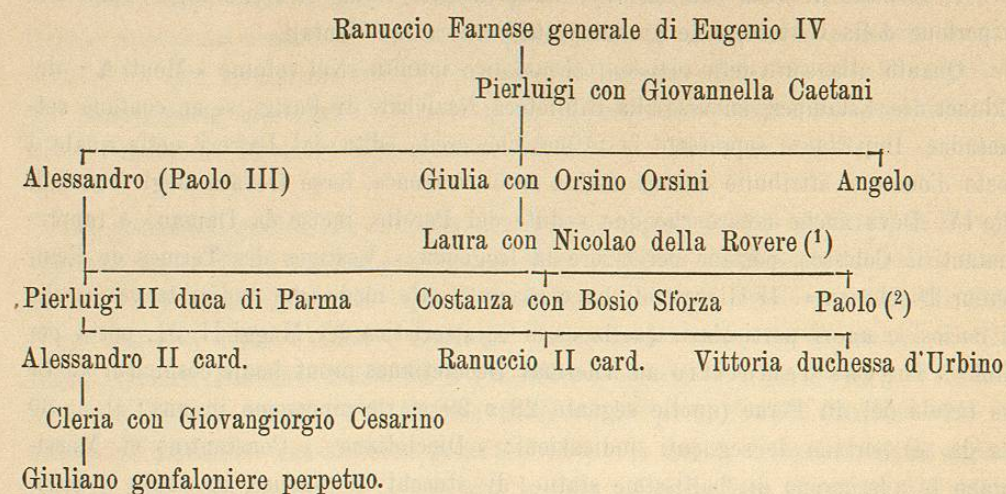 Ranuccio Farnese generale di Eugenio IV
Pierluigi con Giovannella Caetani
Alessandro (Paolo III) Giulia con Orsino Orsini Angelo
Laura con Nicolao della Rovere (¹)
Pierluigi II duca di Parma Costanza con Bosio Sforza Paolo (²)
Alessandro II card. Ranuccio II card. Vittoria duchessa d'Urbino
Cleria con Giovangiorgio Cesarino
Giuliano gonfaloniere perpetuo.